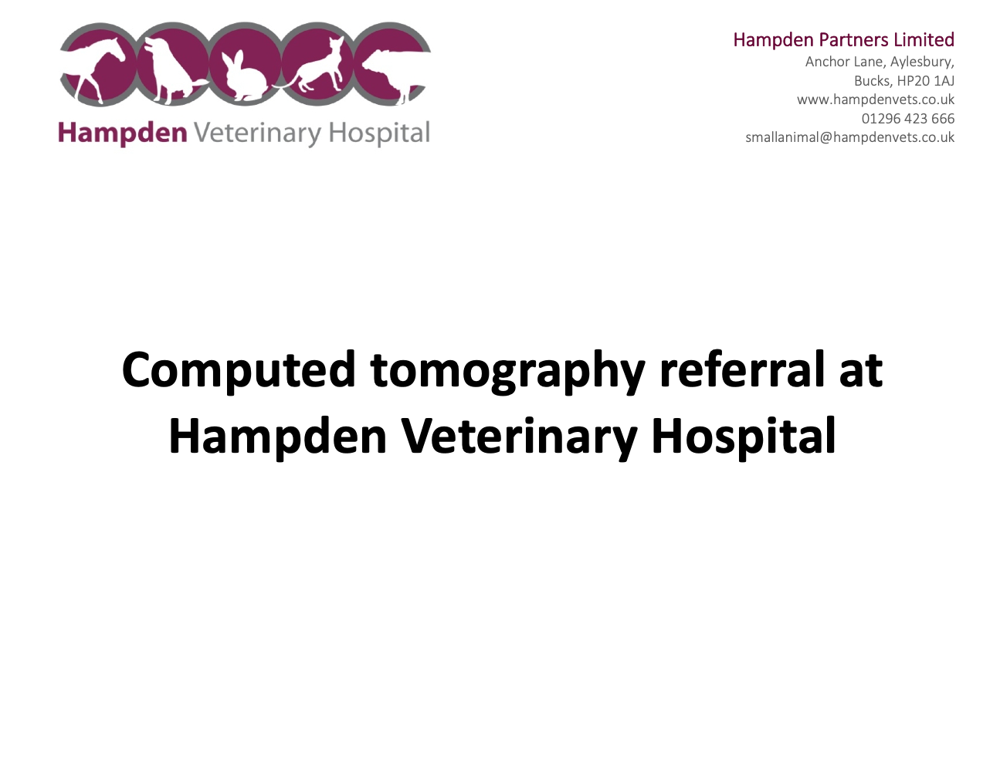 Hampden Veterinary Hospital
Hampden Partners Limited
Anchor Lane, Aylesbury,
Bucks, HP20 1AJ
www.hampdenvets.co.uk
01296 423 666
smallanimal@hampdenvets.co.uk
Computed tomography referral at
Hampden Veterinary Hospital